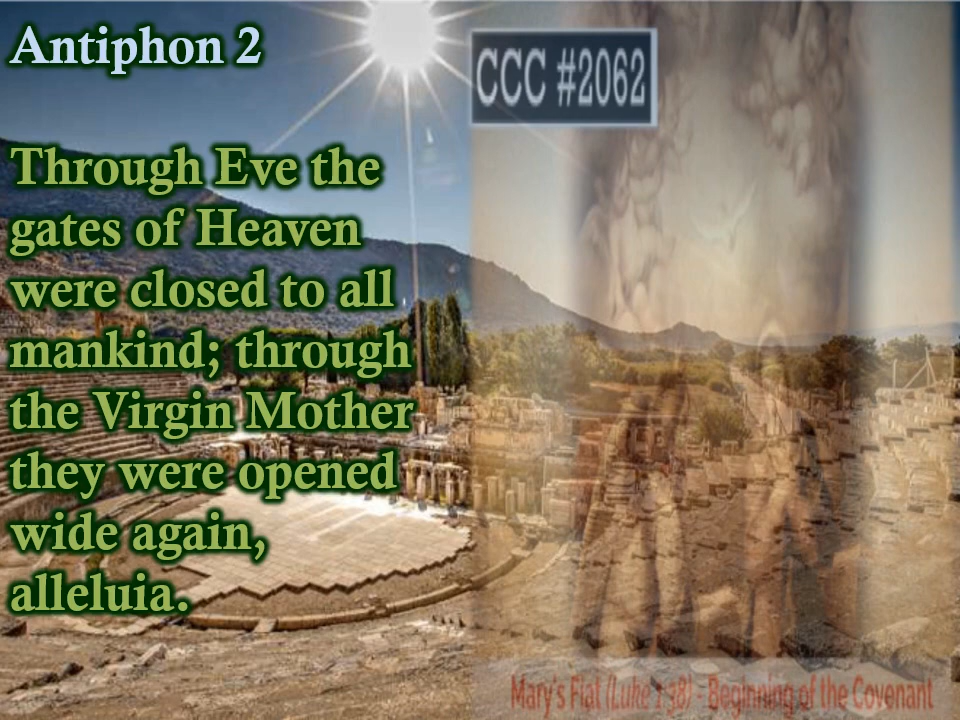 Antiphon 2
CCC #2062
Through Eve the
gates of Heaven
were closed to all
mankind; through
the Virgin Mother
they were opened
wide again,
alleluia.
Mary's Fiat (Luke 1:38) - Beginning of the Covenant